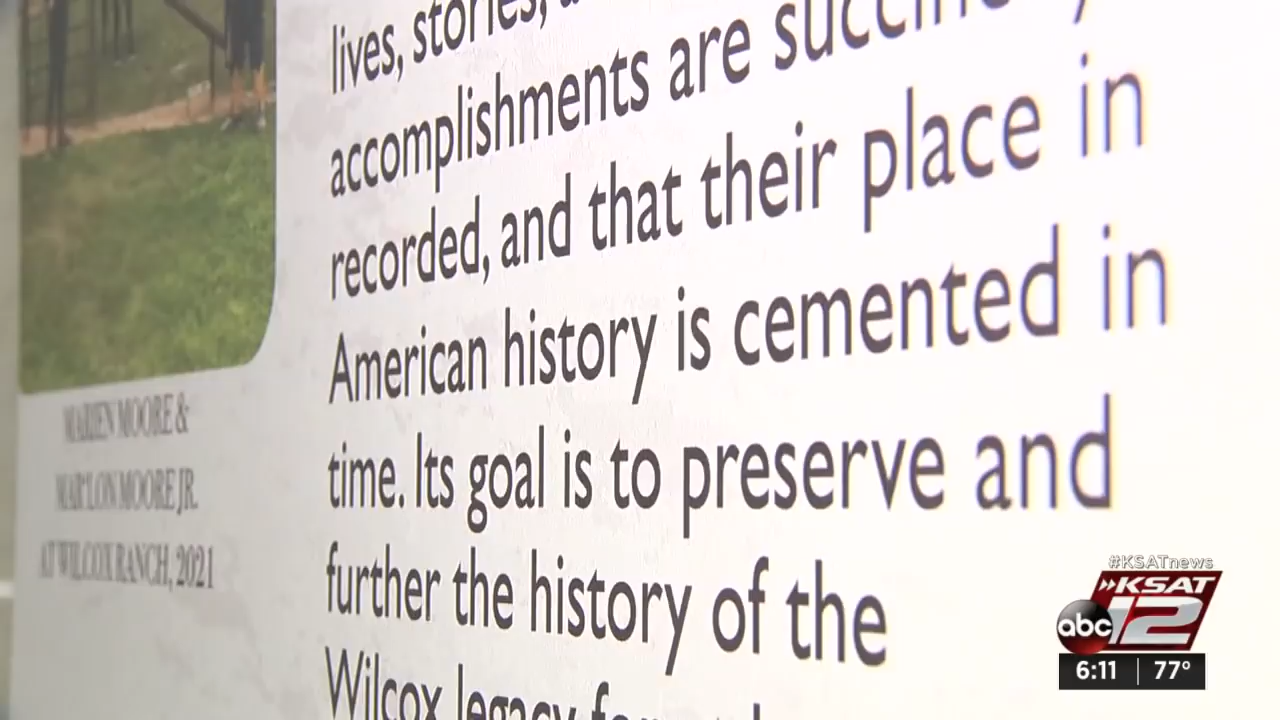 lives, stories,
accomplishments are
recorded, and that their place in
American history is cemented in
time. Its goal is to preserve and
further the history of the
Wilcox legacy
MOORE &
MOORE JR.
AT WILCOX RANCH, 2021
#KSATnews
KSAT
abc 12
6:11 77°